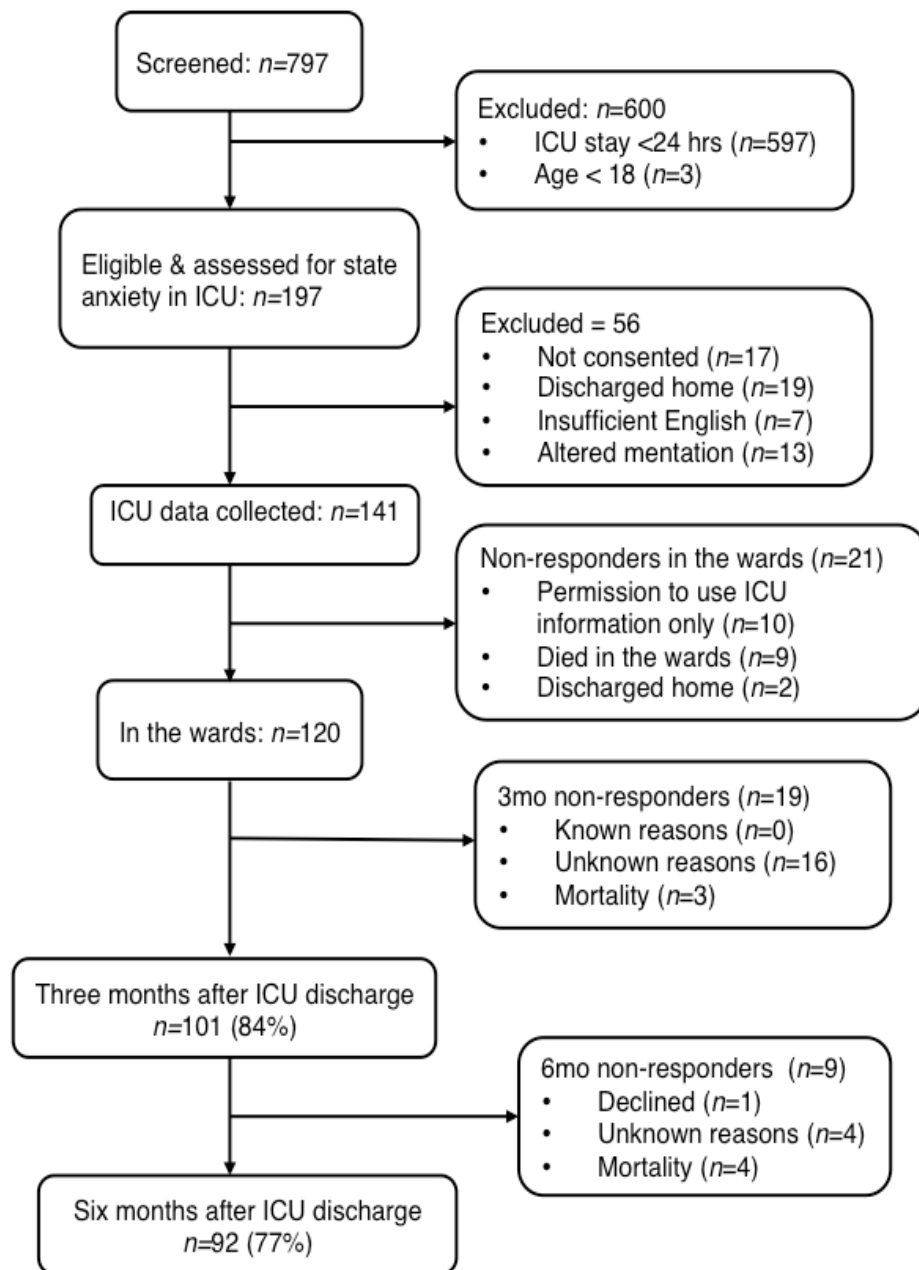 Screened: n=797
Excluded: n=600
• ICU stay <24 hrs (n=597)
• Age < 18 (n=3)
Eligible & assessed for state
anxiety in ICU: n=197
Excluded = 56
• Not consented (n=17)
• Discharged home (n=19)
• Insufficient English (n=7)
• Altered mentation (n=13)
ICU data collected: n=141
Non-responders in the wards (n=21)
• Permission to use ICU
information only (n=10)
• Died in the wards (n=9)
• Discharged home (n=2)
In the wards: n=120
3mo non-responders (n=19)
• Known reasons (n=0)
• Unknown reasons (n=16)
• Mortality (n=3)
Three months after ICU discharge
n=101 (84%)
6mo non-responders (n=9)
• Declined (n=1)
• Unknown reasons (n=4)
• Mortality (n=4)
Six months after ICU discharge
n=92 (77%)